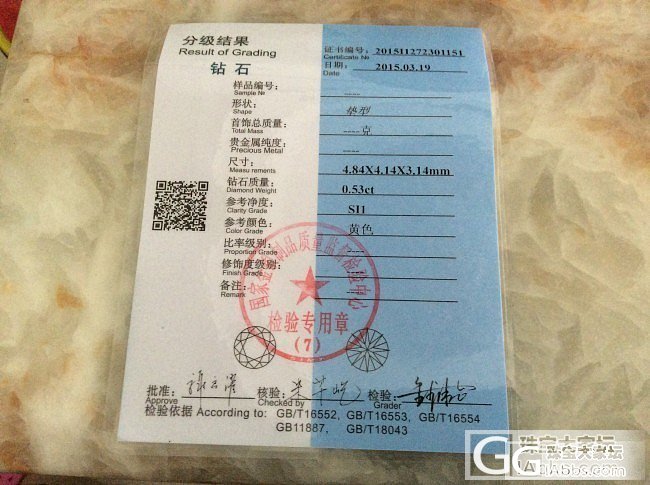 分级结果
Result of Grading
钻石
证书编号: 201511272301151
Certificate №
日期: 2015.03.19
Date
样品编号: ----
Sample №
形状: 垫型
Shape
首饰总质量: ----克
Total Mass
贵金属纯度: ----
Precious Metal
尺寸: 4.84X4.14X3.14mm
Measurements
钻石质量: 0.53ct
Diamond Weight
参考净度: SI1
Clarity Grade
参考颜色: 黄色
Color Grade
比率级别: ----
Proportion Grade
修饰度级别: ----
Finish Grade
备注: ----
Remark
检验专用章
(7)
批准:
Approve
核验:
Checked by
检验:
Grader
检验依据 According to: GB/T16552, GB/T16553, GB/T16554
GB11887, GB/T18043